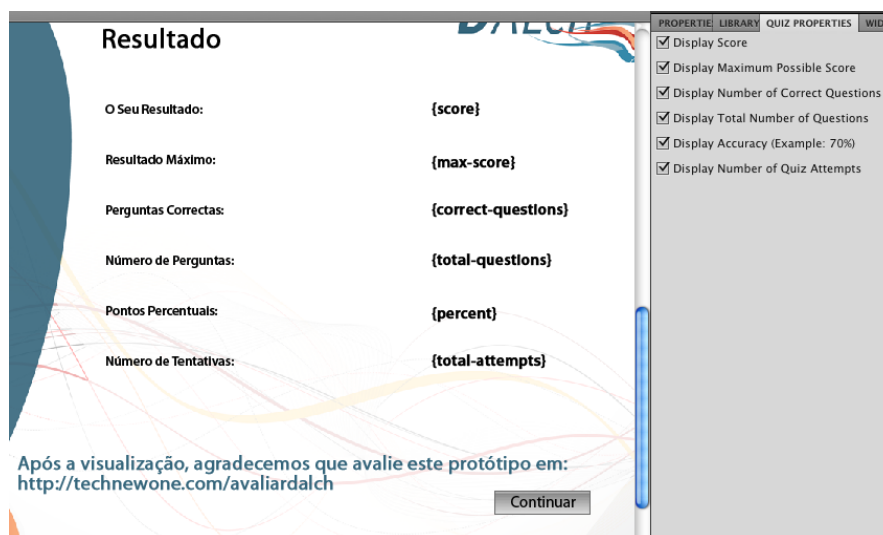 PROPERTIE LIBRARY QUIZ PROPERTIES WID
Resultado
DALCH
O Seu Resultado: {score}
Resultado Máximo: {max-score}
Perguntas Correctas: {correct-questions}
Número de Perguntas: {total-questions}
Pontos Percentuais: {percent}
Número de Tentativas: {total-attempts}
Após a visualização, agradecemos que avalie este protótipo em:
http://technewone.com/avaliardalch
Continuar
Display Score
Display Maximum Possible Score
Display Number of Correct Questions
Display Total Number of Questions
Display Accuracy (Example: 70%)
Display Number of Quiz Attempts